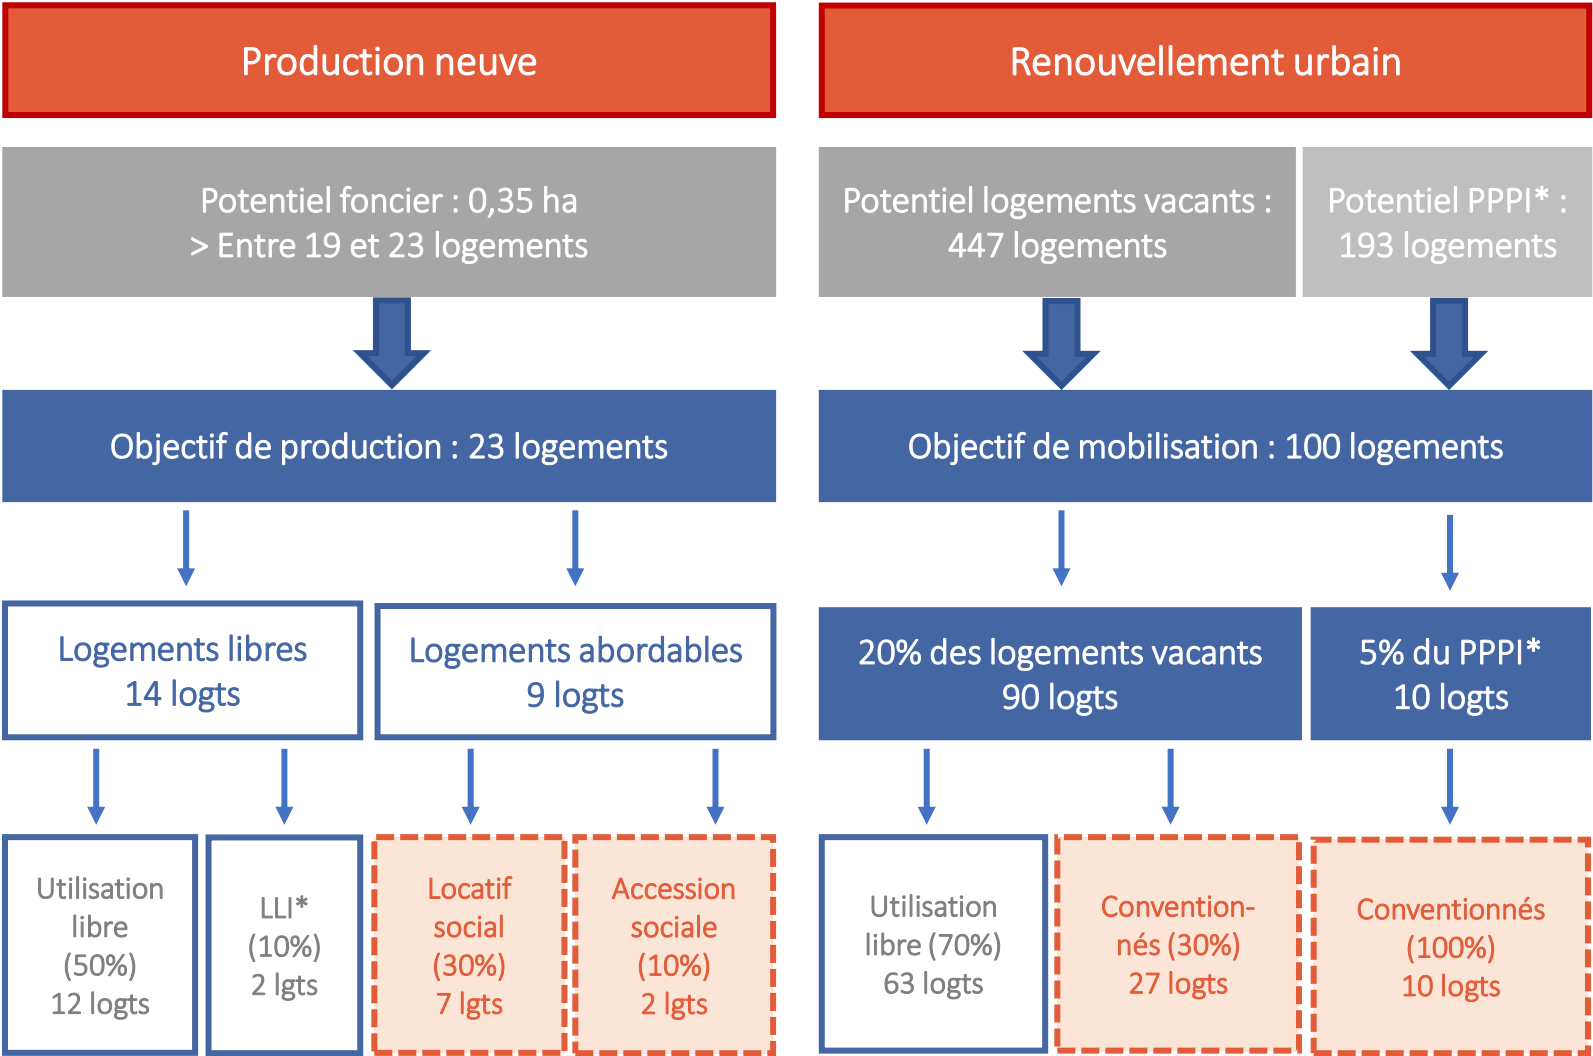 Production neuve
Renouvellement urbain
Potentiel foncier : 0,35 ha
> Entre 19 et 23 logements
Potentiel logements vacants :
447 logements
Potentiel PPPI* :
193 logements
Objectif de production : 23 logements
Objectif de mobilisation : 100 logements
Logements libres
14 logts
Logements abordables
9 logts
20% des logements vacants
90 logts
5% du PPPI*
10 logts
Utilisation
libre
(50%)
12 logts
LLI*
(10%)
2 lgts
Locatif
social
(30%)
7 lgts
Accession
sociale
(10%)
2 lgts
Utilisation
libre (70%)
63 logts
Convention-
nés (30%)
27 logts
Conventionnés
(100%)
10 logts